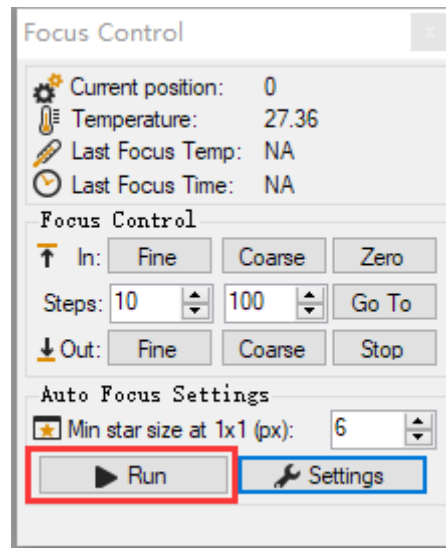 Focus Control
Current position: 0
Temperature: 27.36
Last Focus Temp: NA
Last Focus Time: NA
Focus Control
In: Fine Coarse Zero
Steps: 10 100 Go To
Out: Fine Coarse Stop
Auto Focus Settings
Min star size at 1x1 (px): 6
Run Settings